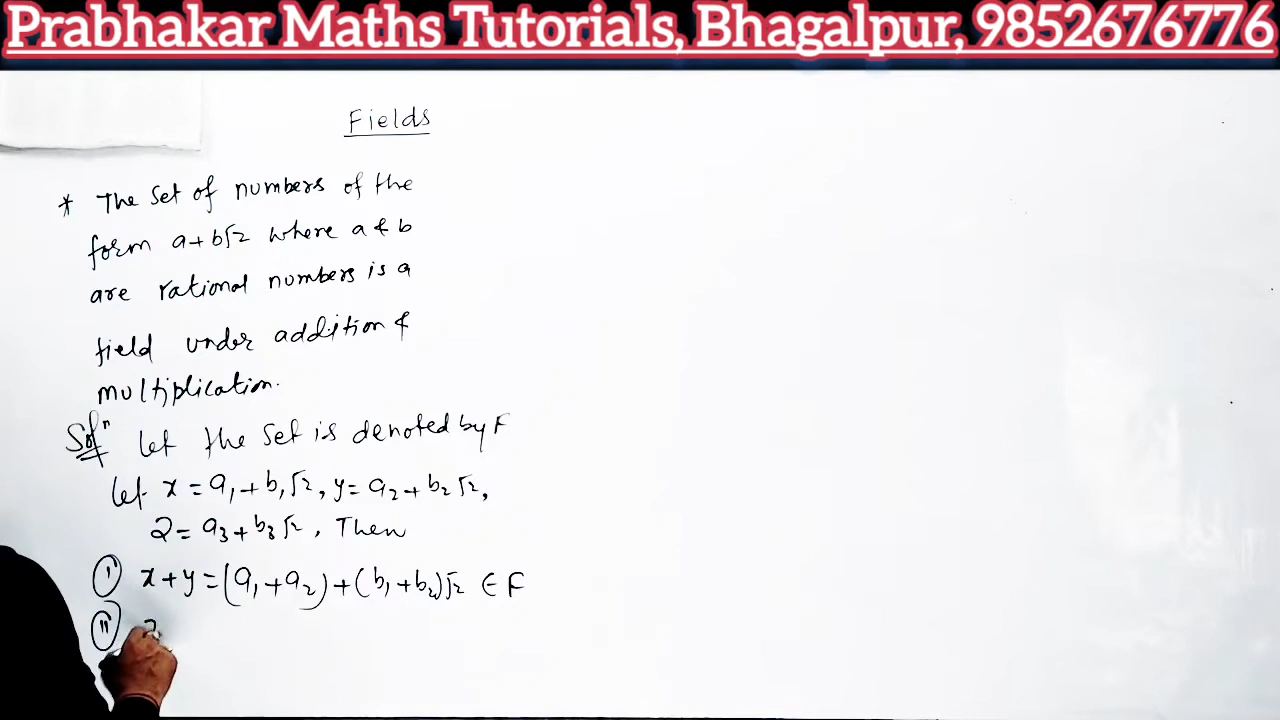 Prabhakar Maths Tutorials, Bhagalpur, 9852676776
Fields
* The set of numbers of the
form a+b√2 where a & b
are rational numbers is a
field under addition &
multiplication.
Solⁿ Let the set is denoted by F
Let x = a₁+b₁√2, y = a₂+b₂√2,
z = a₃+b₃√2, Then
(i) x+y = (a₁+a₂)+(b₁+b₂)√2 ∈ F
(ii)